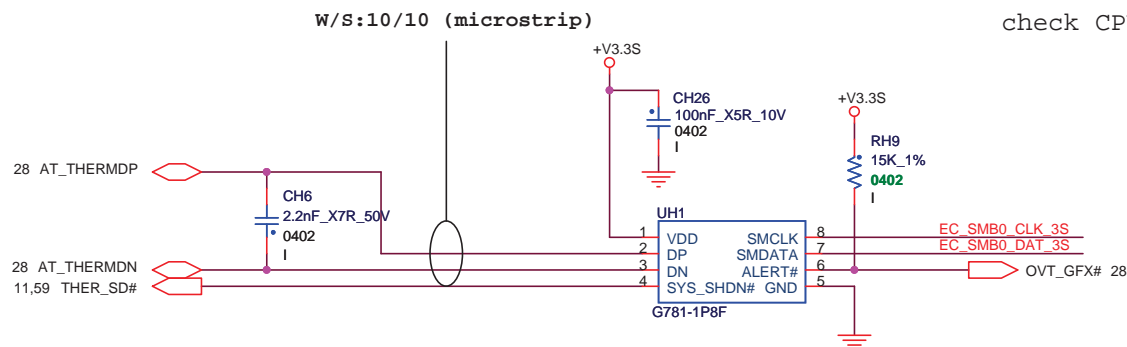 W/S:10/10 (microstrip)
check CP
+V3.3S
CH26
100nF_X5R_10V
0402
I
+V3.3S
RH9
15K_1%
0402
I
28 AT_THERMDP
CH6
2.2nF_X7R_50V
0402
I
UH1
1 VDD SMCLK 8 EC_SMB0_CLK_3S
2 DP SMDATA 7 EC_SMB0_DAT_3S
28 AT_THERMDN 3 DN ALERT# 6 OVT_GFX# 28
11,59 THER_SD# 4 SYS_SHDN# GND 5
G781-1P8F